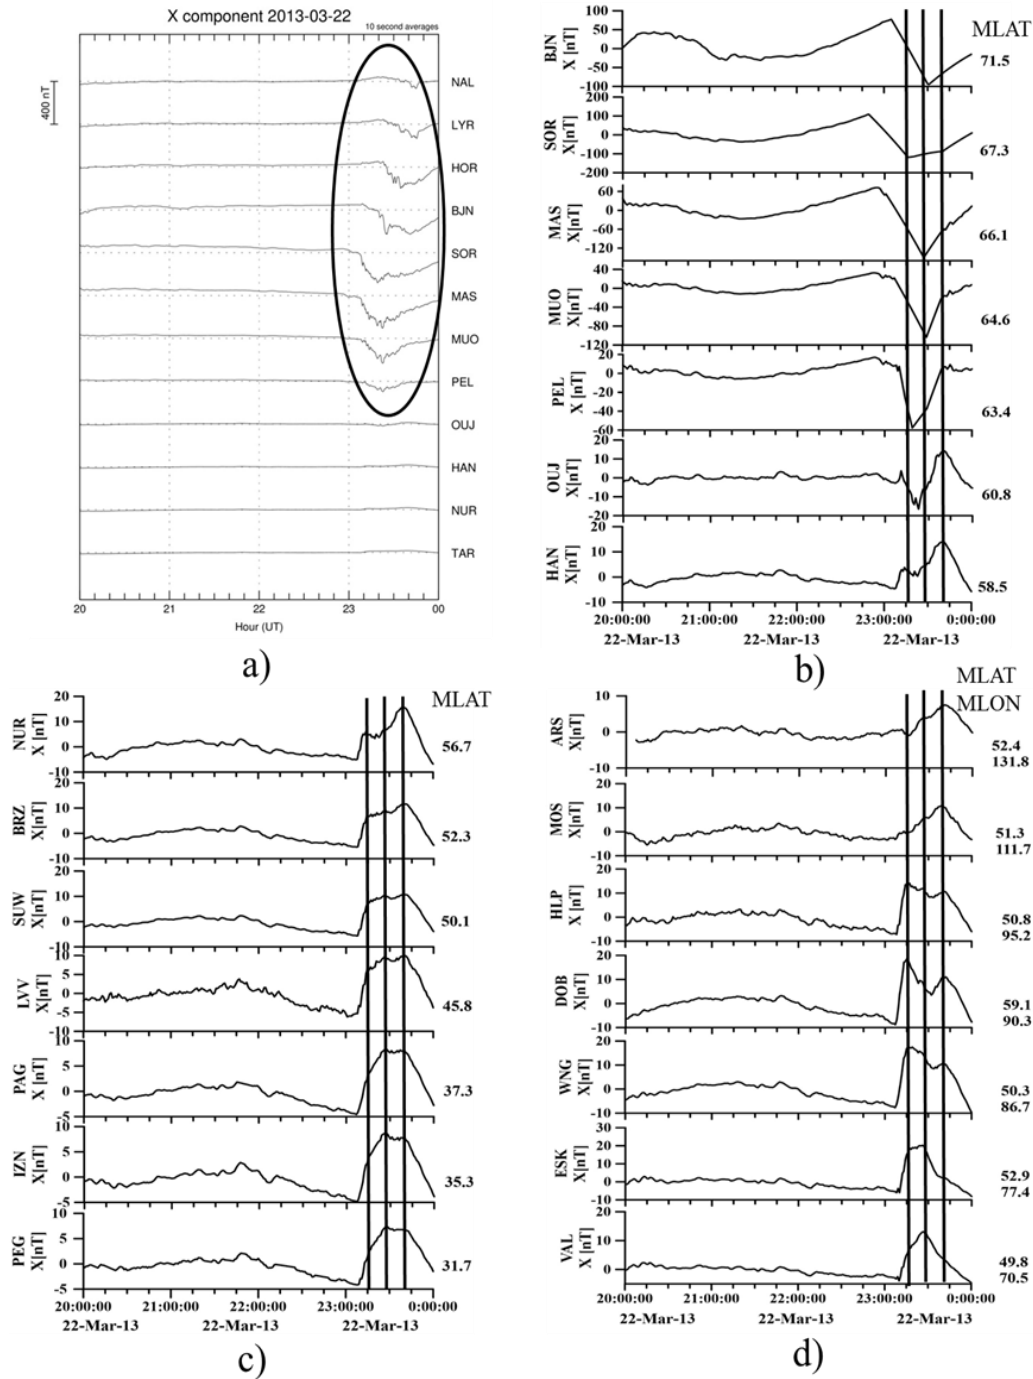 X component 2013-03-22
10 second averages
400 nT
NAL
LYR
HOR
BJN
SOR
MAS
MUO
PEL
OUJ
HAN
NUR
TAR
20 21 22 23 00
Hour (UT)
a)
MLAT
BJN
X [nT]
100
50
0
-50
-100
71.5
SOR
X[nT]
200
100
0
-100
-200
67.3
MAS
X [nT]
60
0
-60
-160
66.1
MUO
X [nT]
40
0
-40
-80
-120
64.6
PEL
X [nT]
20
0
-20
-40
-60
63.4
OUJ
X[nT]
20
10
0
-10
60.8
HAN
X[nT]
20
10
0
-10
58.5
20:00:00 21:00:00 22:00:00 23:00:00 0:00:00
22-Mar-13 22-Mar-13 22-Mar-13
b)
MLAT
NUR
X [nT]
20
10
0
-10
56.7
BRZ
X [nT]
20
10
0
-10
52.3
SUW
X[nT]
20
10
0
-10
50.1
LVV
X[nT]
10
5
0
-5
-10
45.8
PAG
X [nT]
10
5
0
-5
37.3
IZN
X[nT]
10
5
0
-5
35.3
PEG
X[nT]
10
5
0
-5
31.7
20:00:00 21:00:00 22:00:00 23:00:00 0:00:00
22-Mar-13 22-Mar-13 22-Mar-13
c)
MLAT
MLON
ARS
X [nT]
10
0
-10
52.4
131.8
MOS
X [nT]
20
10
0
-10
51.3
111.7
HLP
X [nT]
20
10
0
-10
50.8
95.2
DOB
X[nT]
20
10
0
-10
59.1
90.3
WNG
X [nT]
20
10
0
-10
50.3
86.7
ESK
X[nT]
30
20
10
0
-10
52.9
77.4
VAL
X [nT]
20
10
0
49.8
70.5
20:00:00 21:00:00 22:00:00 23:00:00 0:00:00
22-Mar-13 22-Mar-13 22-Mar-13
d)